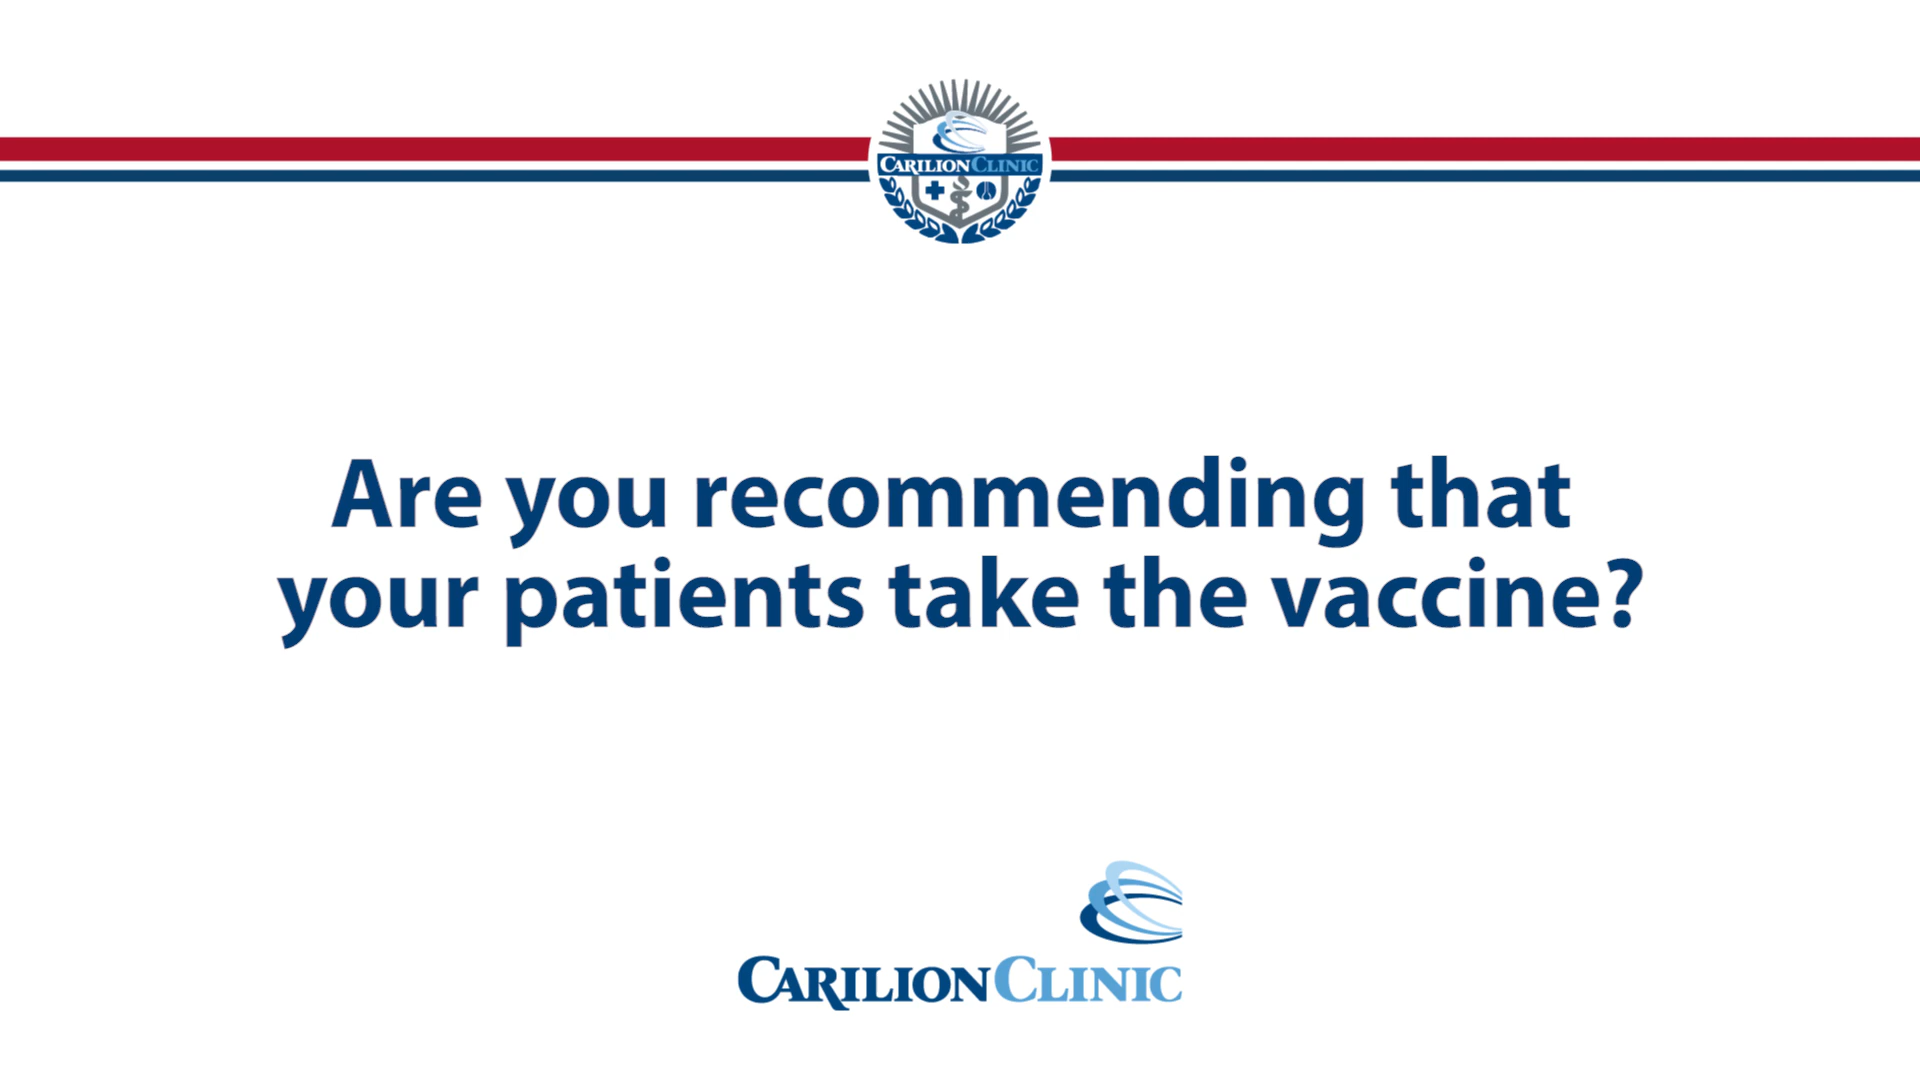 CARILION CLINIC
Are you recommending that
your patients take the vaccine?
CARILION CLINIC